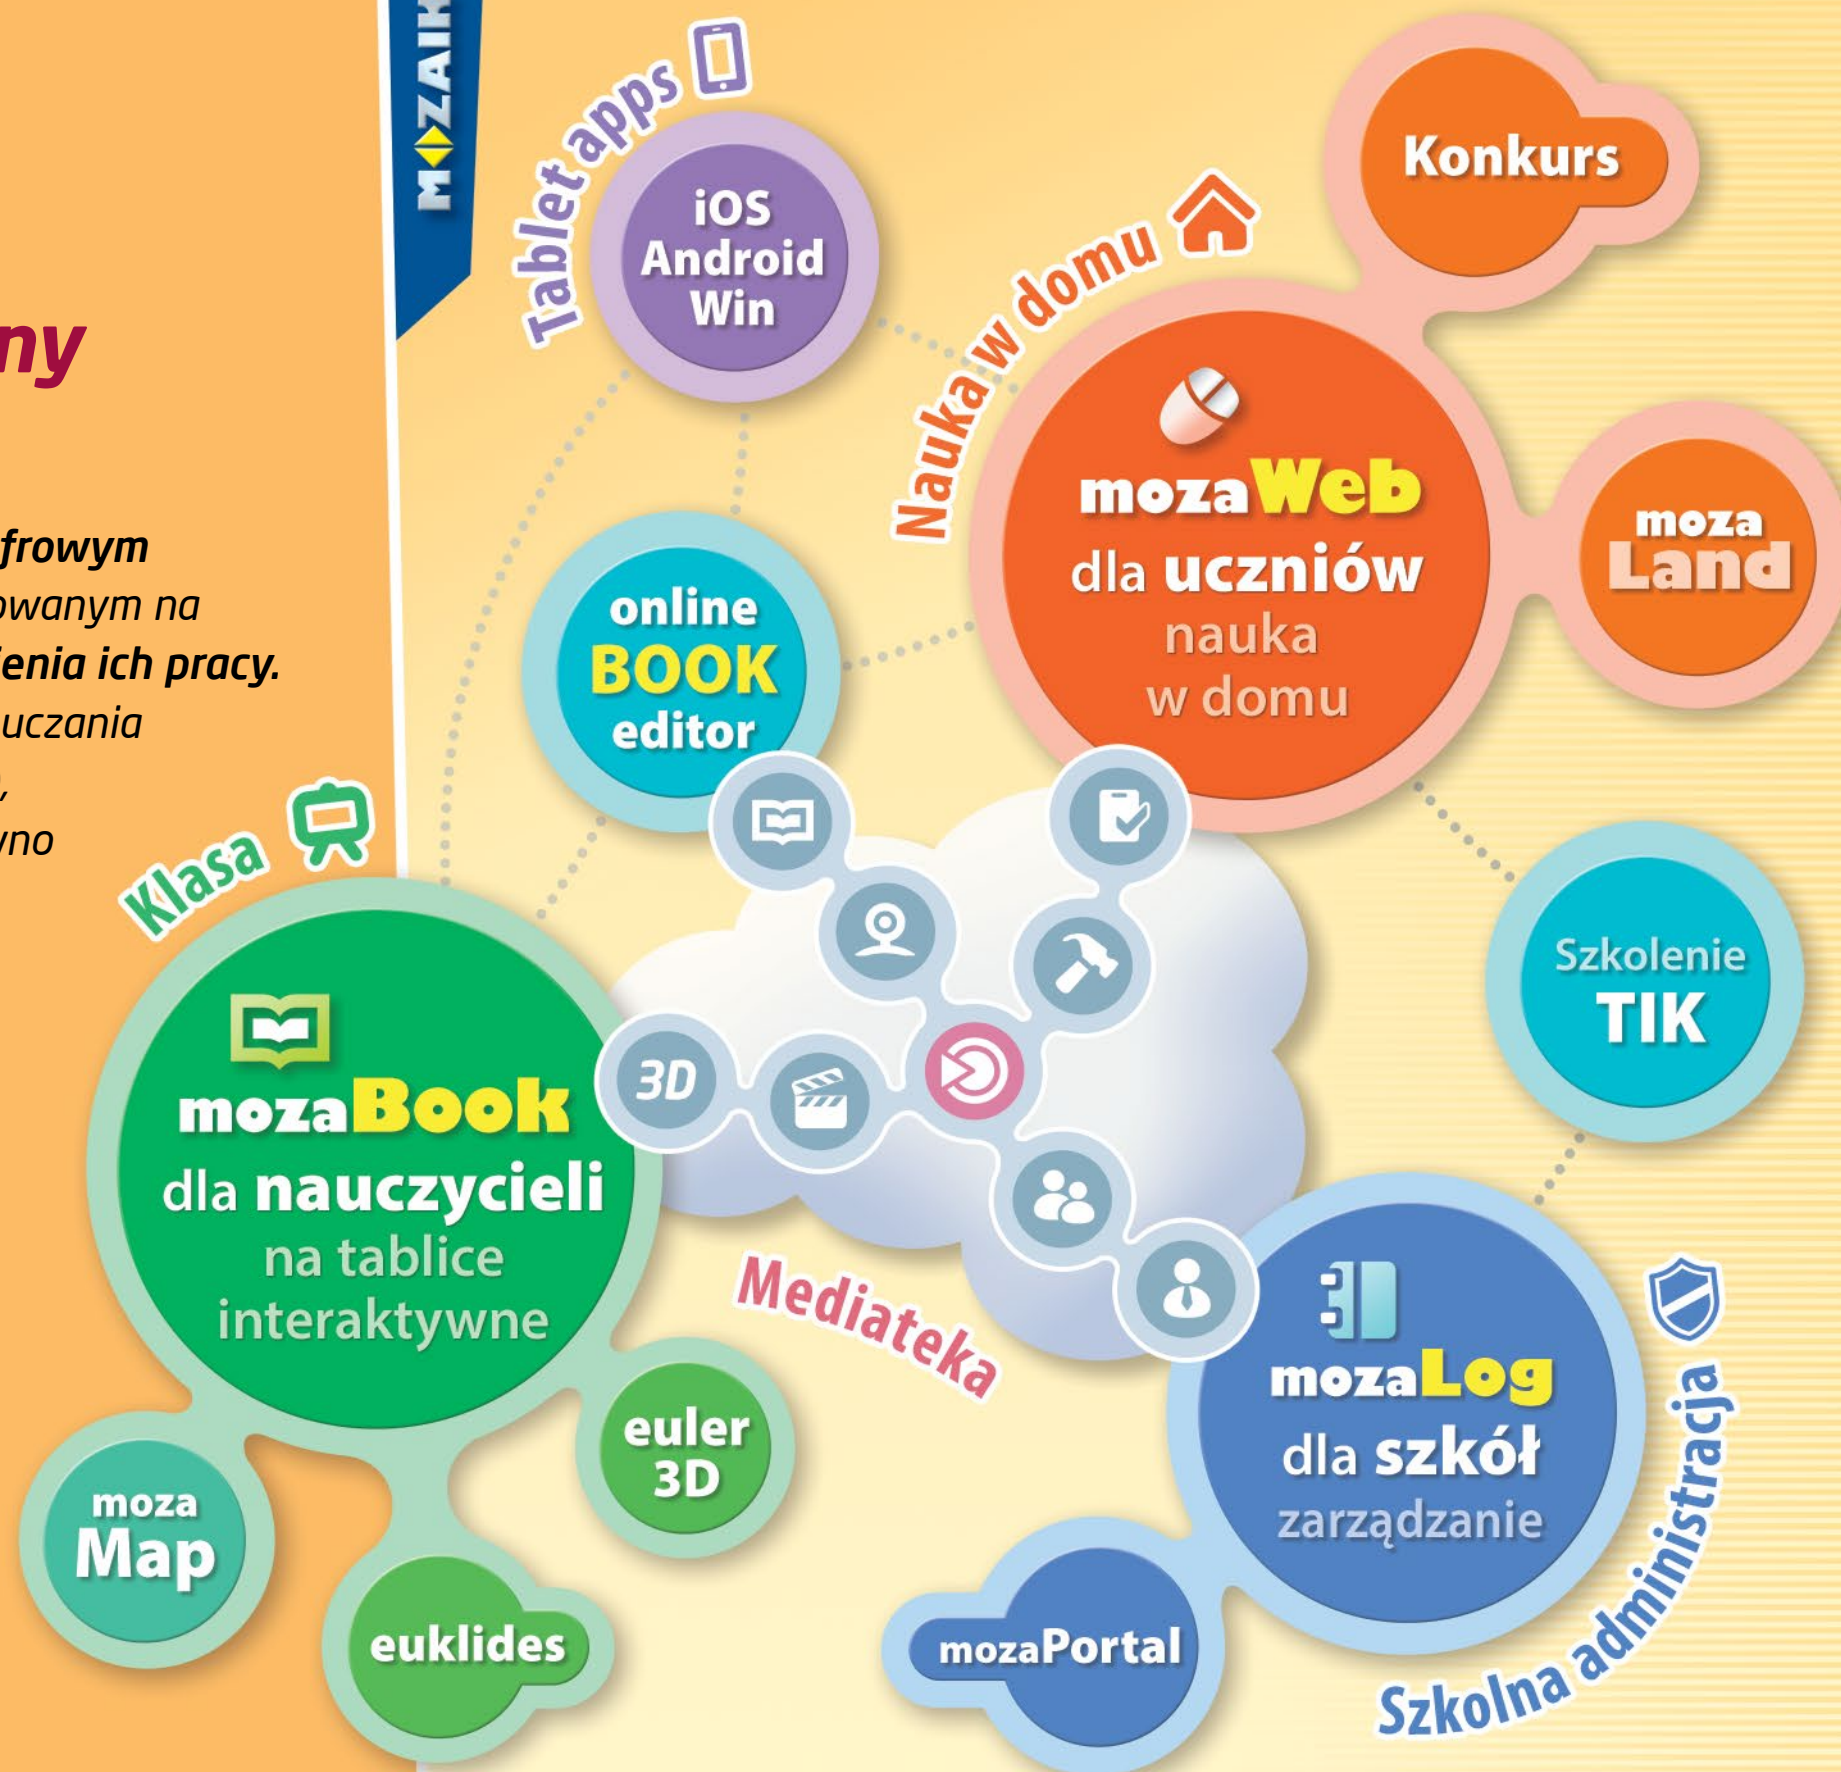 MOZAIK
ny
frowym
owanym na
enia ich pracy.
uczania
,
no
Tablet apps
iOS
Android
Win
Nauka w domu
Konkurs
mozaWeb
dla uczniów
nauka
w domu
moza
Land
online
BOOK
editor
Klasa
mozaBook
dla nauczycieli
na tablice
interaktywne
3D
Szkolenie
TIK
Mediateka
mozaLog
dla szkół
zarządzanie
Szkolna administracja
euler
3D
moza
Map
euklides
mozaPortal